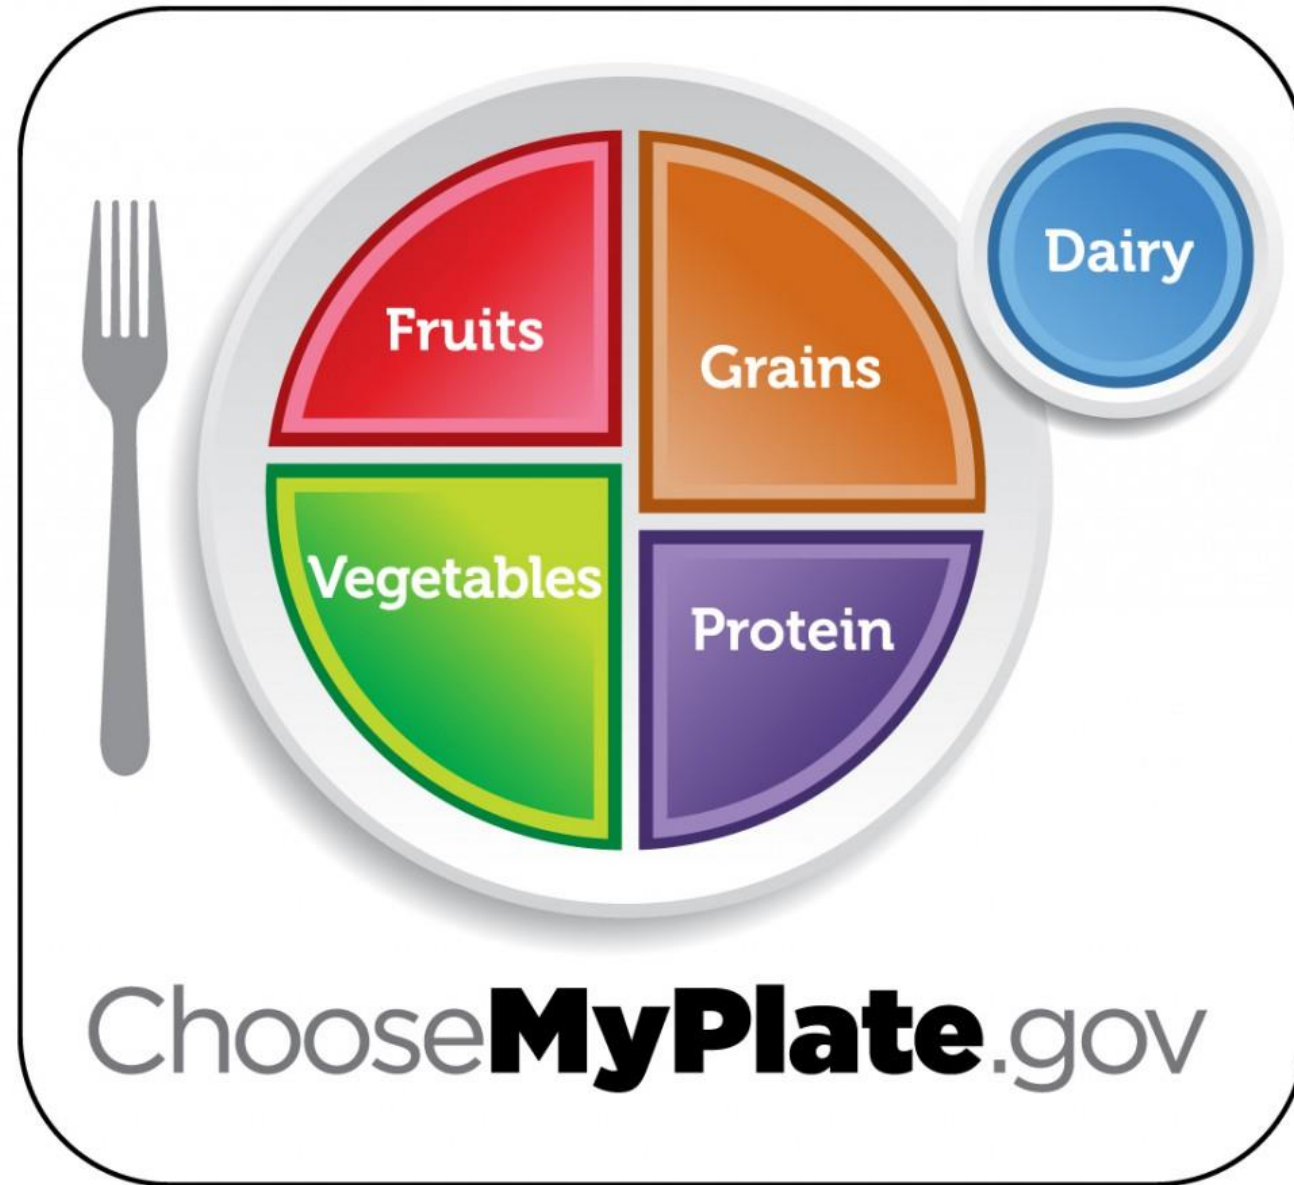 Fruits
Grains
Dairy
Vegetables
Protein
ChooseMyPlate.gov